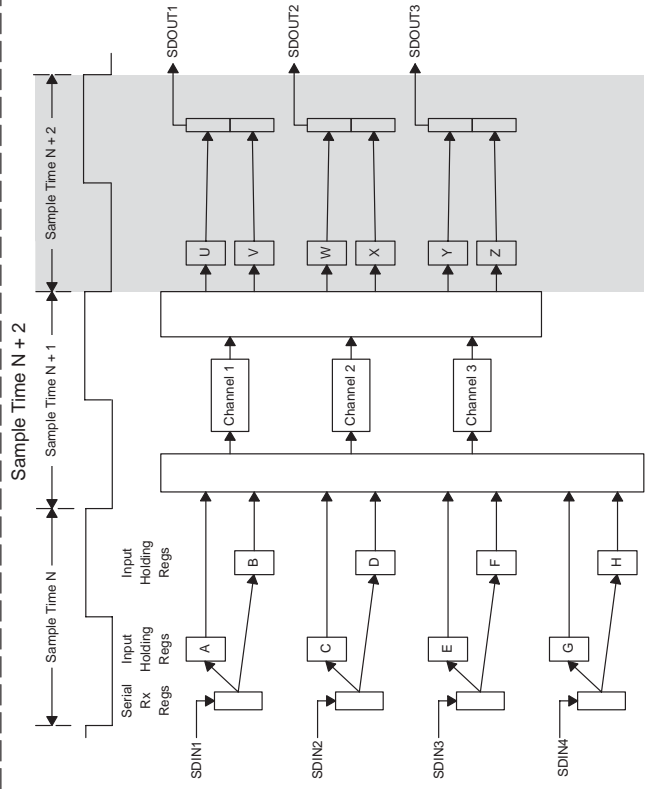 Sample Time N + 2
Sample Time N
Sample Time N + 1
Sample Time N + 2
Serial
Rx
Regs
Input
Holding
Regs
Input
Holding
Regs
SDIN1
A
B
SDIN2
C
D
SDIN3
E
F
SDIN4
G
H
Channel 1
Channel 2
Channel 3
U
V
W
X
Y
Z
SDOUT1
SDOUT2
SDOUT3